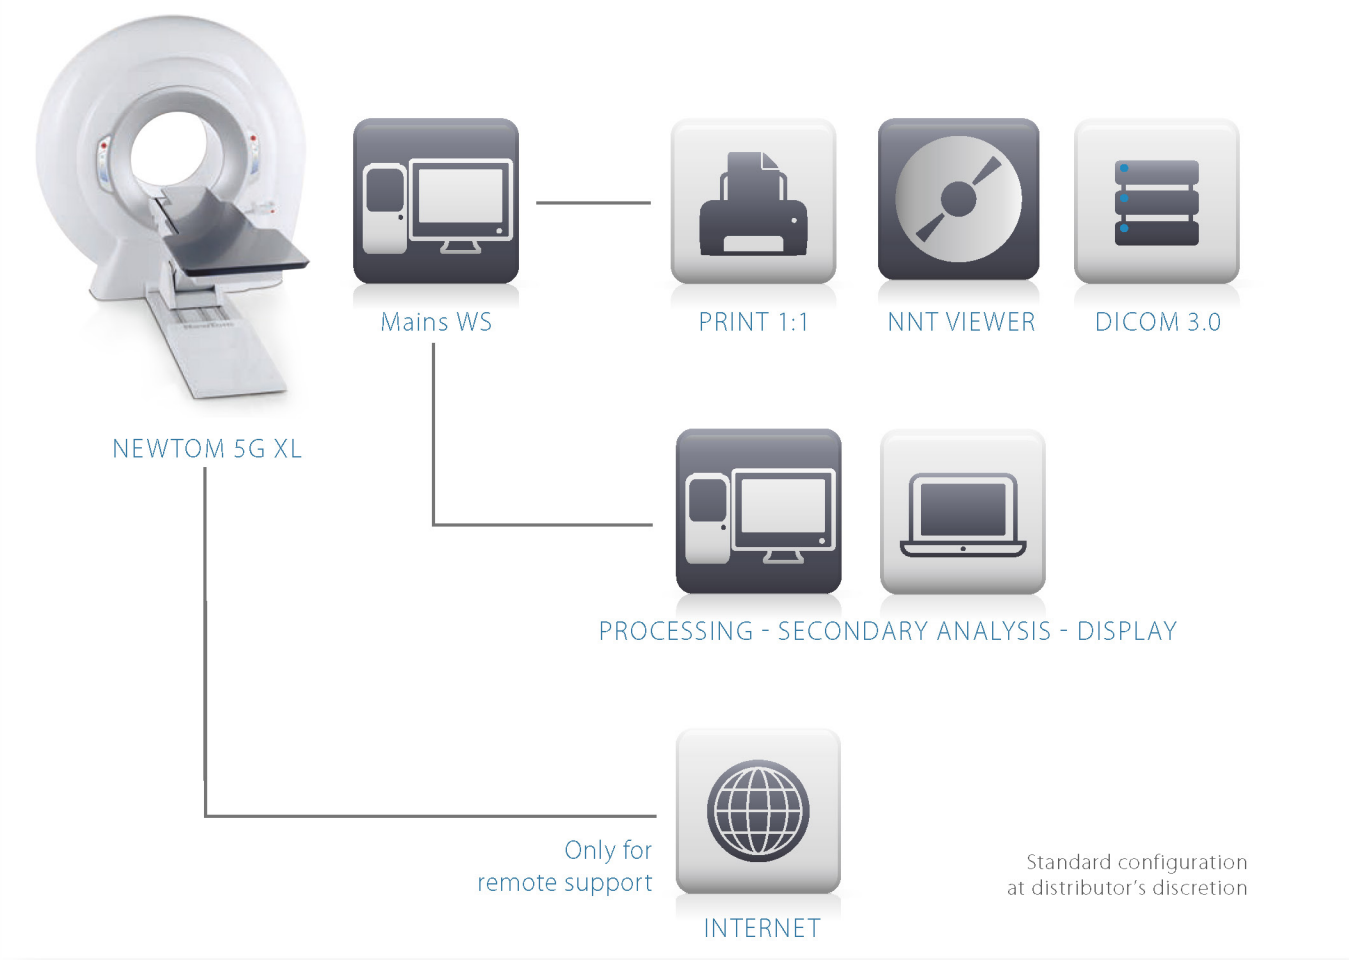 NewTom
Mains WS
PRINT 1:1
NNT VIEWER
DICOM 3.0
NEWTOM 5G XL
PROCESSING - SECONDARY ANALYSIS - DISPLAY
Only for
remote support
INTERNET
Standard configuration
at distributor's discretion